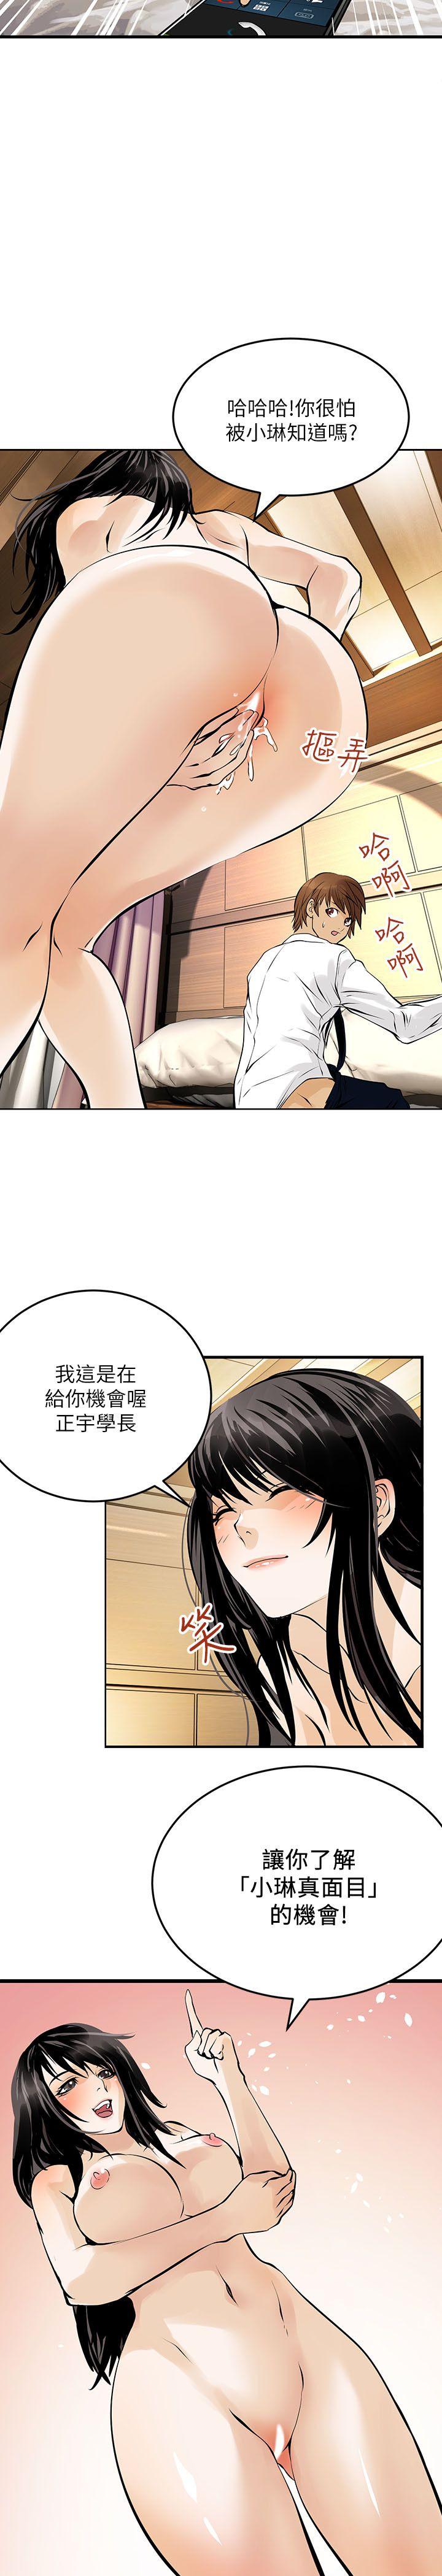 哈哈哈!你很怕
被小琳知道嗎?
摳弄
哈啊
哈啊
我這是在
給你機會喔
正宇學長
笑
讓你了解
「小琳真面目」
的機會!